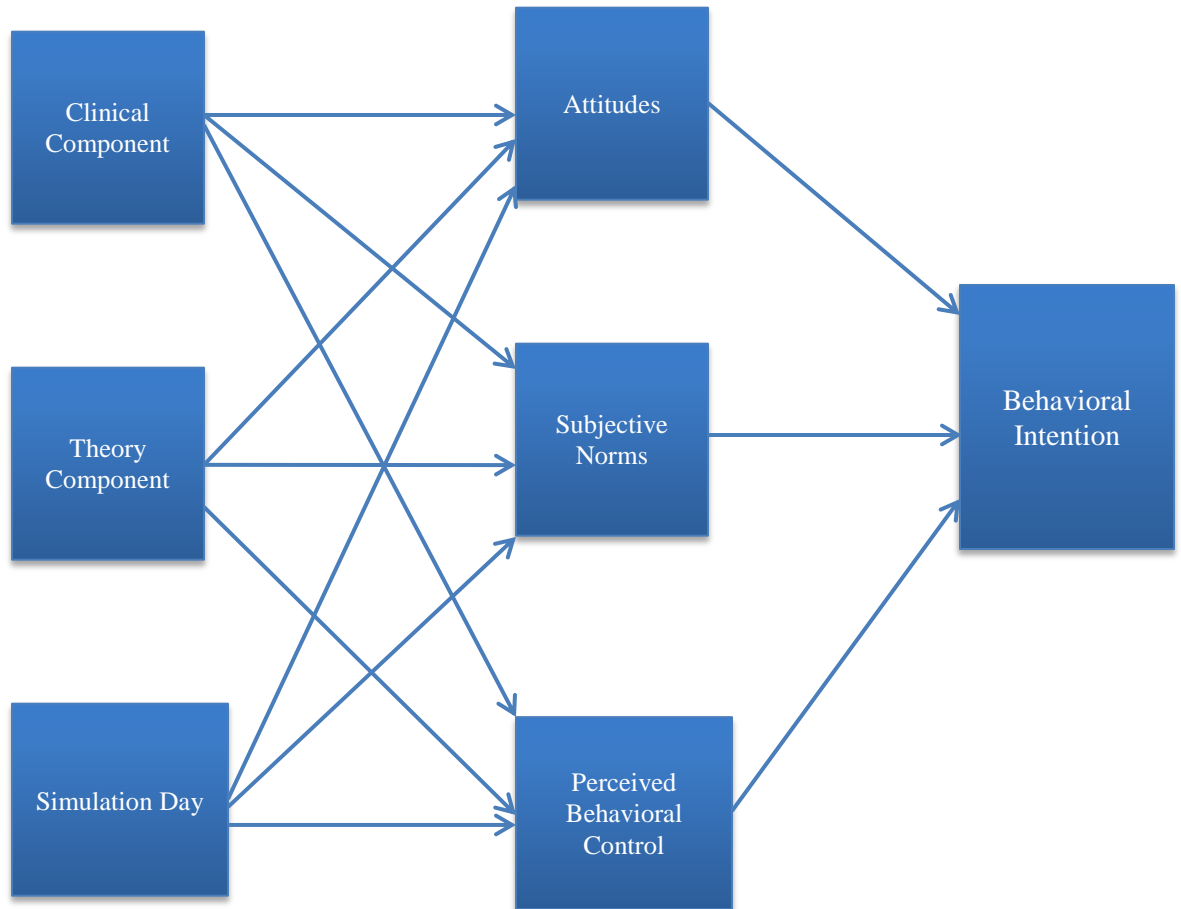 Clinical
Component
Attitudes
Theory
Component
Subjective
Norms
Behavioral
Intention
Simulation Day
Perceived
Behavioral
Control